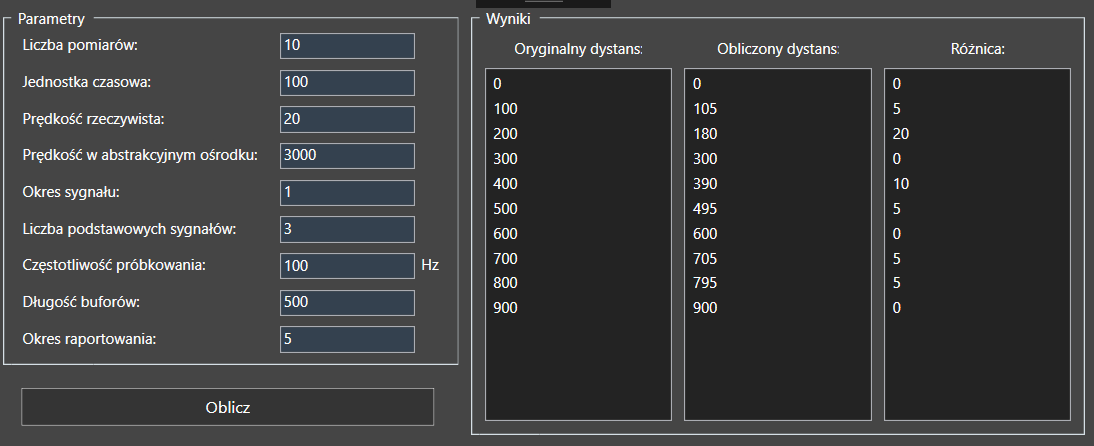 Parametry
Liczba pomiarów: 10
Jednostka czasowa: 100
Prędkość rzeczywista: 20
Prędkość w abstrakcyjnym ośrodku: 3000
Okres sygnału: 1
Liczba podstawowych sygnałów: 3
Częstotliwość próbkowania: 100 Hz
Długość buforów: 500
Okres raportowania: 5
Oblicz
Wyniki
Oryginalny dystans: Obliczony dystans: Różnica:
0 0 0
100 105 5
200 180 20
300 300 0
400 390 10
500 495 5
600 600 0
700 705 5
800 795 5
900 900 0